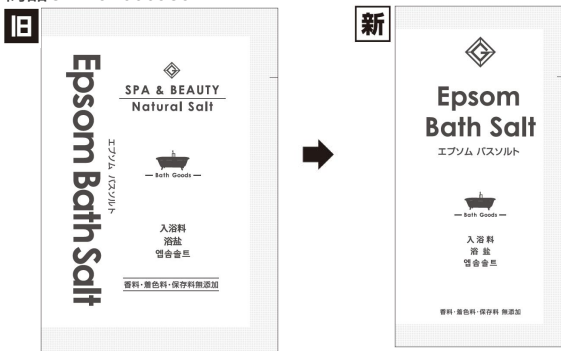 旧
Epsom Bath Salt
エプソム バスソルト
SPA & BEAUTY
Natural Salt
Bath Goods
入浴料
浴盐
엡솜솔트
香料・着色料・保存料無添加
新
Epsom
Bath Salt
エプソム バスソルト
Bath Goods
入浴料
浴盐
엡솜솔트
香料・着色料・保存料 無添加